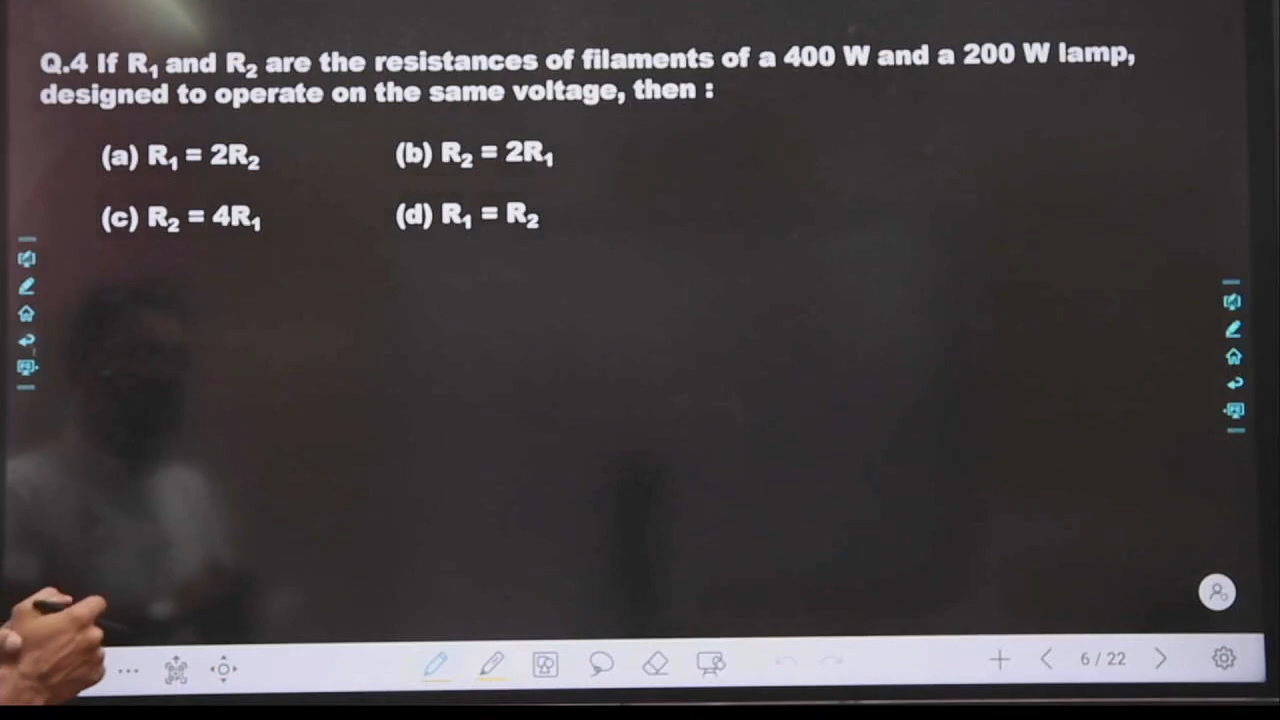 Q.4 If R₁ and R₂ are the resistances of filaments of a 400 W and a 200 W lamp,
designed to operate on the same voltage, then :
(a) R₁ = 2R₂ (b) R₂ = 2R₁
(c) R₂ = 4R₁ (d) R₁ = R₂
6 / 22